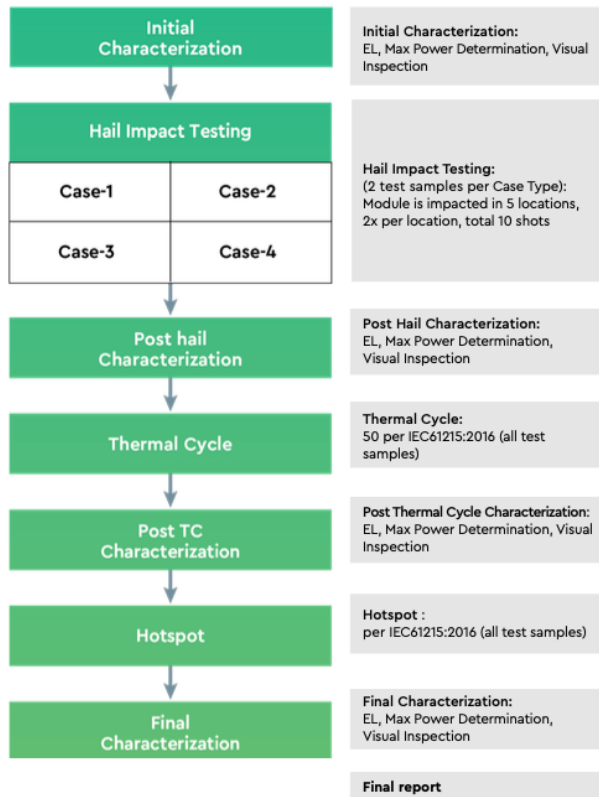 Initial
Characterization
Initial Characterization:
EL, Max Power Determination, Visual
Inspection
Hail Impact Testing
Case-1
Case-2
Case-3
Case-4
Hail Impact Testing:
(2 test samples per Case Type):
Module is impacted in 5 locations,
2x per location, total 10 shots
Post hail
Characterization
Post Hail Characterization:
EL, Max Power Determination,
Visual Inspection
Thermal Cycle
Thermal Cycle:
50 per IEC61215:2016 (all test
samples)
Post TC
Characterization
Post Thermal Cycle Characterization:
EL, Max Power Determination, Visual
Inspection
Hotspot
Hotspot :
per IEC61215:2016 (all test samples)
Final
Characterization
Final Characterization:
EL, Max Power Determination,
Visual Inspection
Final report